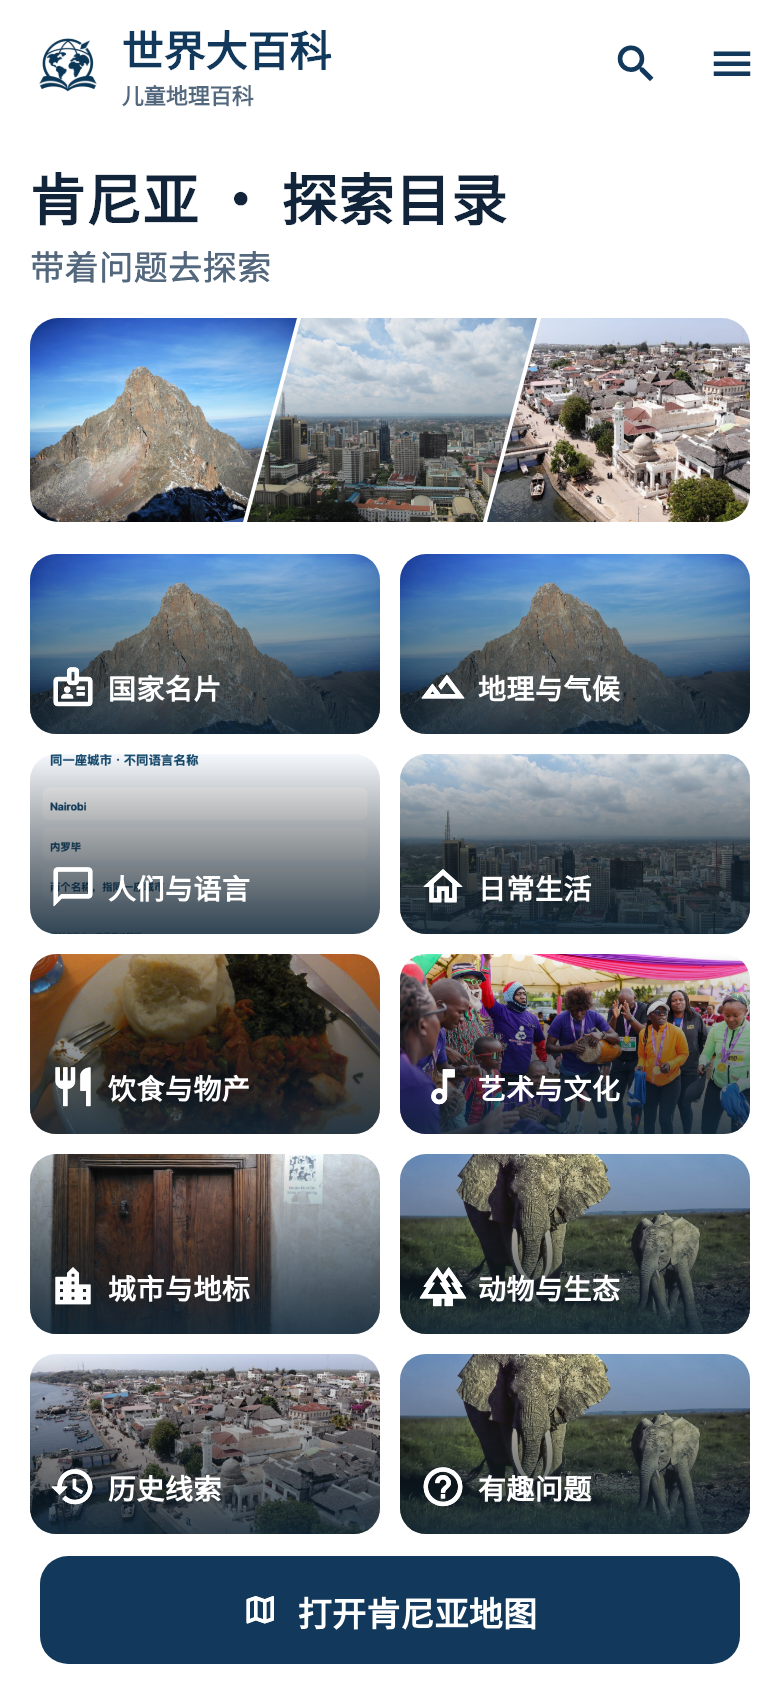 世界大百科
儿童地理百科
肯尼亚 · 探索目录
带着问题去探索
国家名片
地理与气候
同一座城市 · 不同语言名称
Nairobi
内罗毕
人们与语言
日常生活
饮食与物产
艺术与文化
城市与地标
动物与生态
历史线索
有趣问题
打开肯尼亚地图